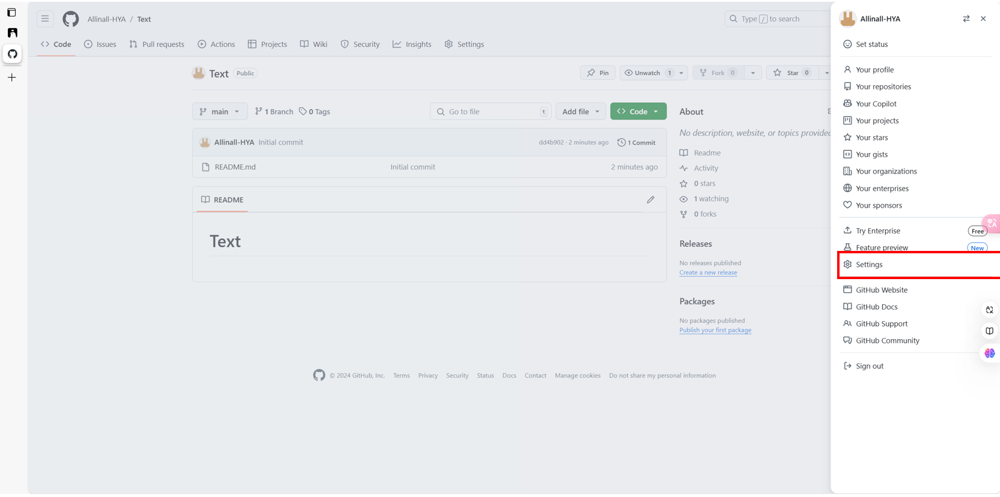 Allinall-HYA / Text
Type / to search
Code
Issues
Pull requests
Actions
Projects
Wiki
Security
Insights
Settings
Text Public
Pin
Unwatch 1
Fork 0
Star 0
main
1 Branch
0 Tags
Go to file t
Add file
Code
Allinall-HYA Initial commit
dd4b902 · 2 minutes ago
1 Commit
README.md
Initial commit
2 minutes ago
README
Text
About
No description, website, or topics provided
Readme
Activity
0 stars
1 watching
0 forks
Releases
No releases published
Create a new release
Packages
No packages published
Publish your first package
© 2024 GitHub, Inc.
Terms
Privacy
Security
Status
Docs
Contact
Manage cookies
Do not share my personal information
Allinall-HYA
Set status
Your profile
Your repositories
Your Copilot
Your projects
Your stars
Your gists
Your organizations
Your enterprises
Your sponsors
Try Enterprise Free
Feature preview New
Settings
GitHub Website
GitHub Docs
GitHub Support
GitHub Community
Sign out